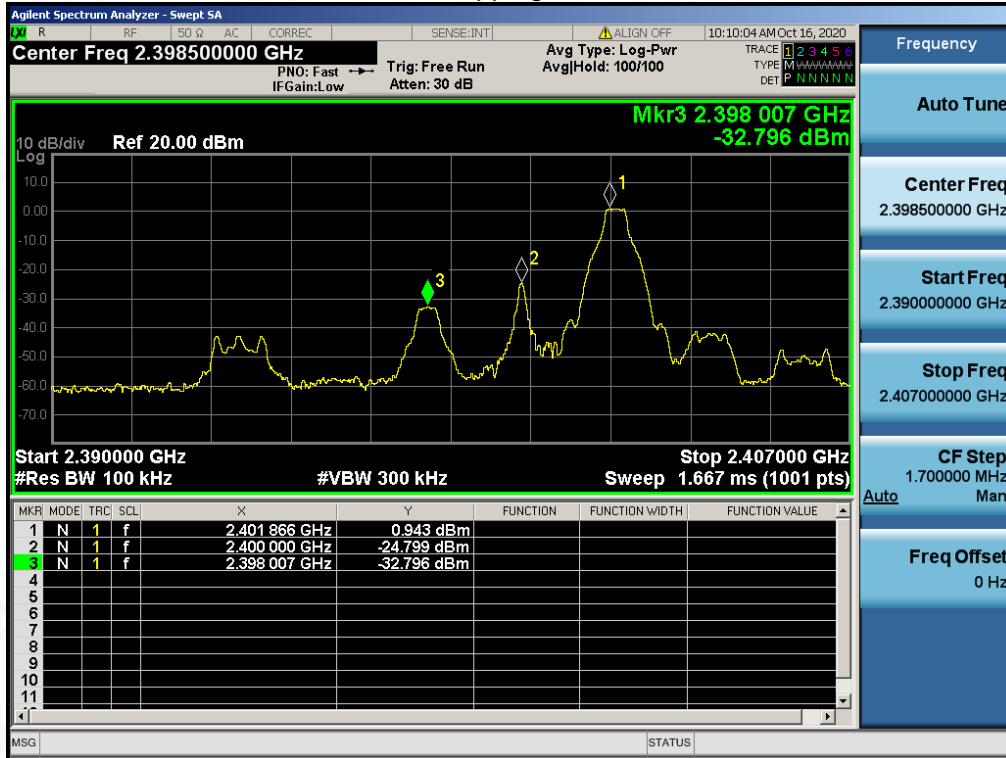 Agilent Spectrum Analyzer - Swept SA
LXI R RF 50 Ω AC CORREC SENSE:INT ALIGN OFF 10:10:04 AM Oct 16, 2020
Center Freq 2.398500000 GHz
PNO: Fast
IFGain:Low
Trig: Free Run
Atten: 30 dB
Avg Type: Log-Pwr
Avg|Hold: 100/100
TRACE 1 2 3 4 5 6
TYPE M WWWWW
DET P N N N N N
Mkr3 2.398 007 GHz
-32.796 dBm
10 dB/div Ref 20.00 dBm
Log
10.0
0.00
-10.0
-20.0
-30.0
-40.0
-50.0
-60.0
-70.0
1
2
3
Start 2.390000 GHz Stop 2.407000 GHz
#Res BW 100 kHz #VBW 300 kHz Sweep 1.667 ms (1001 pts)
MKR MODE TRC SCL X Y FUNCTION FUNCTION WIDTH FUNCTION VALUE
1 N 1 f 2.401 866 GHz 0.943 dBm
2 N 1 f 2.400 000 GHz -24.799 dBm
3 N 1 f 2.398 007 GHz -32.796 dBm
4
5
6
7
8
9
10
11
MSG STATUS
Frequency
Auto Tune
Center Freq
2.398500000 GHz
Start Freq
2.390000000 GHz
Stop Freq
2.407000000 GHz
CF Step
1.700000 MHz
Auto Man
Freq Offset
0 Hz